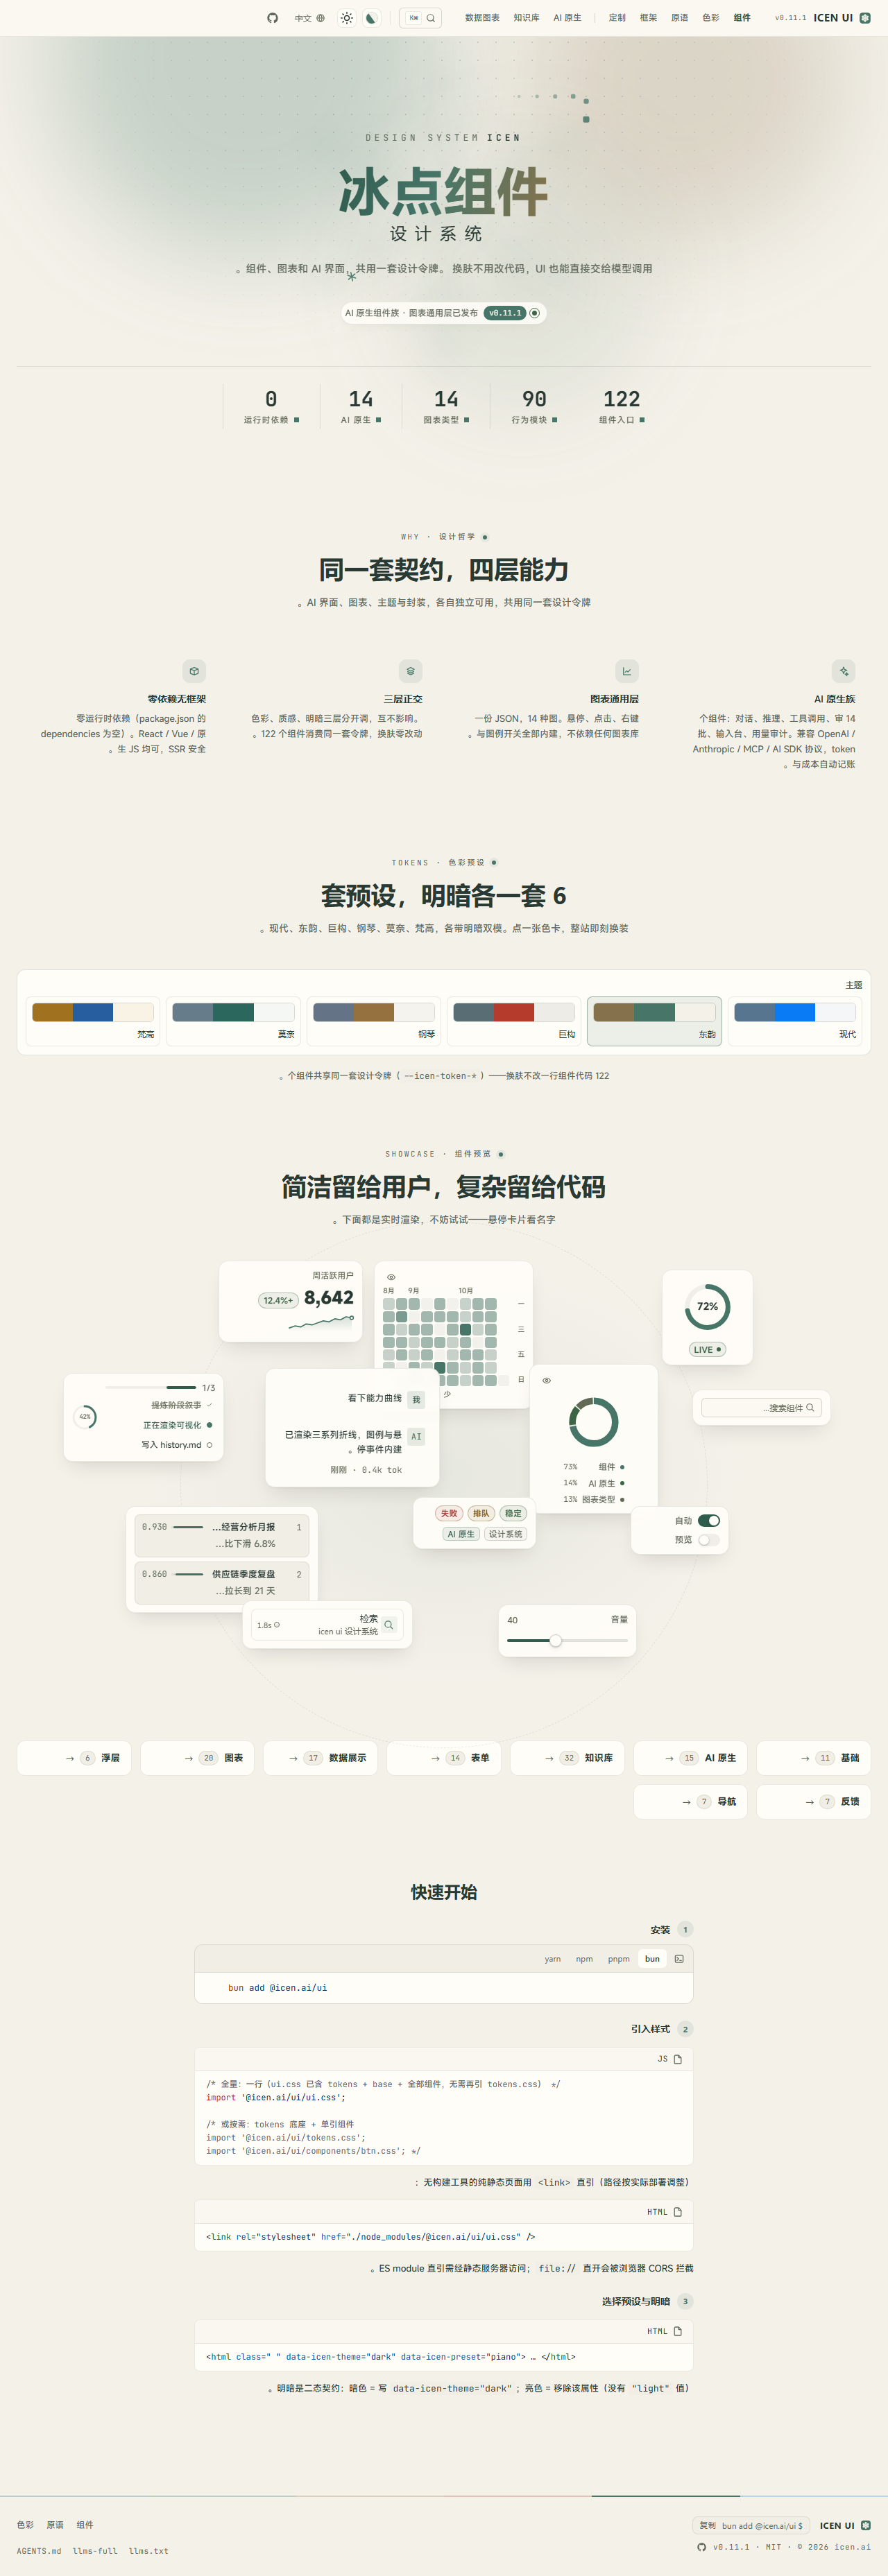 ICEN UI v0.11.1
组件 色彩 原语 框架 定制 AI 原生 知识库 数据图表
⌘K
中文
DESIGN SYSTEM ICEN
冰点组件
设计系统
组件、图表和 AI 界面，共用一套设计令牌。 换肤不用改代码，UI 也能直接交给模型调用。
v0.11.1 AI 原生组件族 · 图表通用层已发布
122 90 14 14 0
组件入口 行为模块 图表类型 AI 原生 运行时依赖
WHY · 设计哲学
同一套契约，四层能力
AI 界面、图表、主题与封装，各自独立可用，共用同一套设计令牌。
AI 原生族
14 个组件：对话、推理、工具调用、审
批、输入台、用量审计。兼容 OpenAI /
Anthropic / MCP / AI SDK 协议，token
与成本自动记账。
图表通用层
一份 JSON，14 种图。悬停、点击、右键
与图例开关全部内建，不依赖任何图表库。
三层正交
色彩、质感、明暗三层分开调，互不影响。
122 个组件消费同一套令牌，换肤零改动。
零依赖无框架
零运行时依赖（package.json 的
dependencies 为空）。React / Vue / 原
生 JS 均可，SSR 安全。
TOKENS · 色彩预设
6 套预设，明暗各一套
现代、东韵、巨构、钢琴、莫奈、梵高，各带明暗双模。点一张色卡，整站即刻换装。
主题
现代 东韵 巨构 钢琴 莫奈 梵高
122 个组件共享同一套设计令牌（ --icen-token-* ）——换肤不改一行组件代码。
SHOWCASE · 组件预览
简洁留给用户，复杂留给代码
下面都是实时渲染，不妨试试——悬停卡片看名字。
72%
LIVE
8月 9月 10月
一
三
五
日
少
周活跃用户
8,642 12.4%+
搜索组件...
73% 组件
14% AI 原生
13% 图表类型
我 看下能力曲线
AI 已渲染三系列折线，图例与悬
停事件内建。
刚刚 · 0.4k tok
1/3
42%
提炼阶段叙事
正在渲染可视化
写入 history.md
自动
预览
稳定 排队 失败
设计系统 AI 原生
1 经营分析月报... 0.930
比下滑 6.8%...
2 供应链季度复盘 0.860
拉长到 21 天...
检索
icen ui 设计系统
1.8s
音量 40
基础 11 →
AI 原生 15 →
知识库 32 →
表单 14 →
数据展示 17 →
图表 20 →
浮层 6 →
反馈 7 →
导航 7 →
快速开始
1 安装
bun pnpm npm yarn
bun add @icen.ai/ui
2 引入样式
JS
/* 全量：一行（ui.css 已含 tokens + base + 全部组件，无需再引 tokens.css） */
import '@icen.ai/ui/ui.css';
/* 或按需：tokens 底座 + 单引组件
import '@icen.ai/ui/tokens.css';
import '@icen.ai/ui/components/btn.css'; */
无构建工具的纯静态页面用 <link> 直引（路径按实际部署调整）：
HTML
<link rel="stylesheet" href="./node_modules/@icen.ai/ui/ui.css" />
ES module 直引需经静态服务器访问； file:// 直开会被浏览器 CORS 拦截。
3 选择预设与明暗
HTML
<html class=" " data-icen-theme="dark" data-icen-preset="piano"> … </html>
明暗是二态契约：暗色 = 写 data-icen-theme="dark" ；亮色 = 移除该属性（没有 "light" 值）。
ICEN UI
$ bun add @icen.ai/ui 复制
v0.11.1 · MIT · © 2026 icen.ai
组件 原语 色彩
llms.txt llms-full AGENTS.md